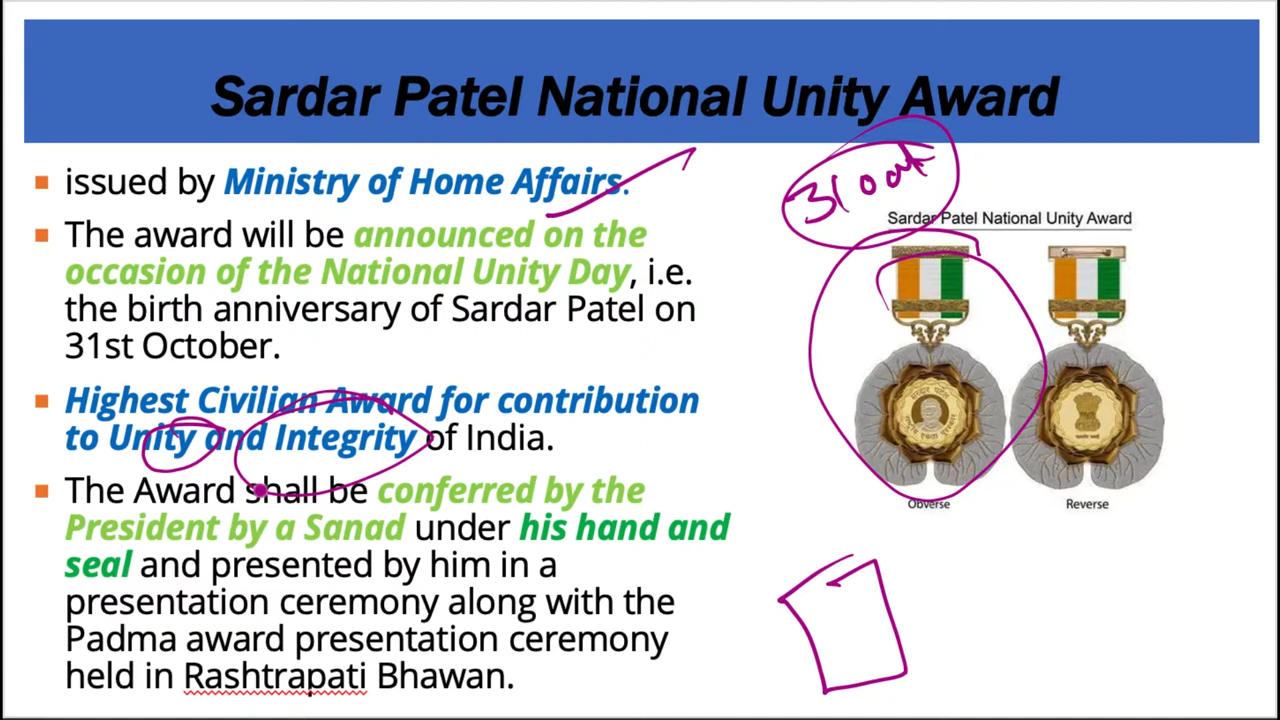 Sardar Patel National Unity Award
issued by Ministry of Home Affairs.
The award will be announced on the
occasion of the National Unity Day, i.e.
the birth anniversary of Sardar Patel on
31st October.
Highest Civilian Award for contribution
to Unity and Integrity of India.
The Award shall be conferred by the
President by a Sanad under his hand and
seal and presented by him in a
presentation ceremony along with the
Padma award presentation ceremony
held in Rashtrapati Bhawan.
31 oct
Sardar Patel National Unity Award
Obverse
Reverse